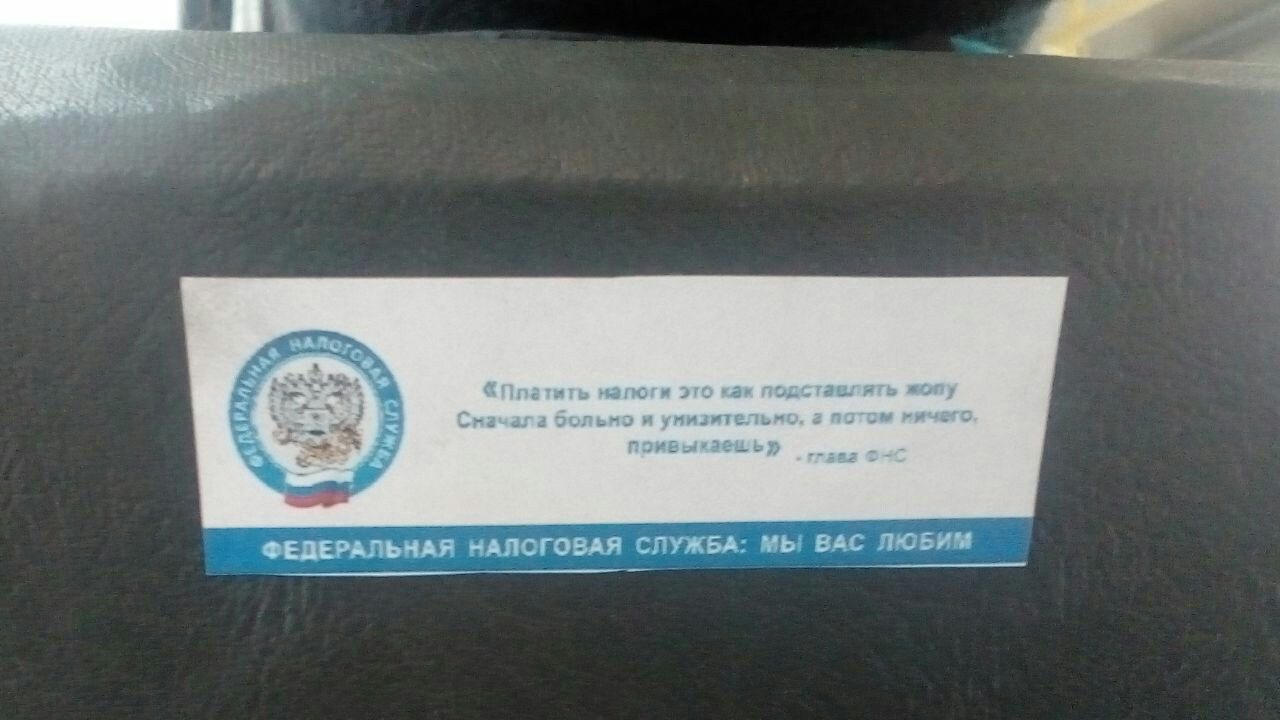 ФЕДЕРАЛЬНАЯ НАЛОГОВАЯ СЛУЖБА
«Платить налоги это как подставлять жопу
Сначала больно и унизительно, а потом ничего,
привыкаешь»
- глава ФНС
ФЕДЕРАЛЬНАЯ НАЛОГОВАЯ СЛУЖБА: МЫ ВАС ЛЮБИМ